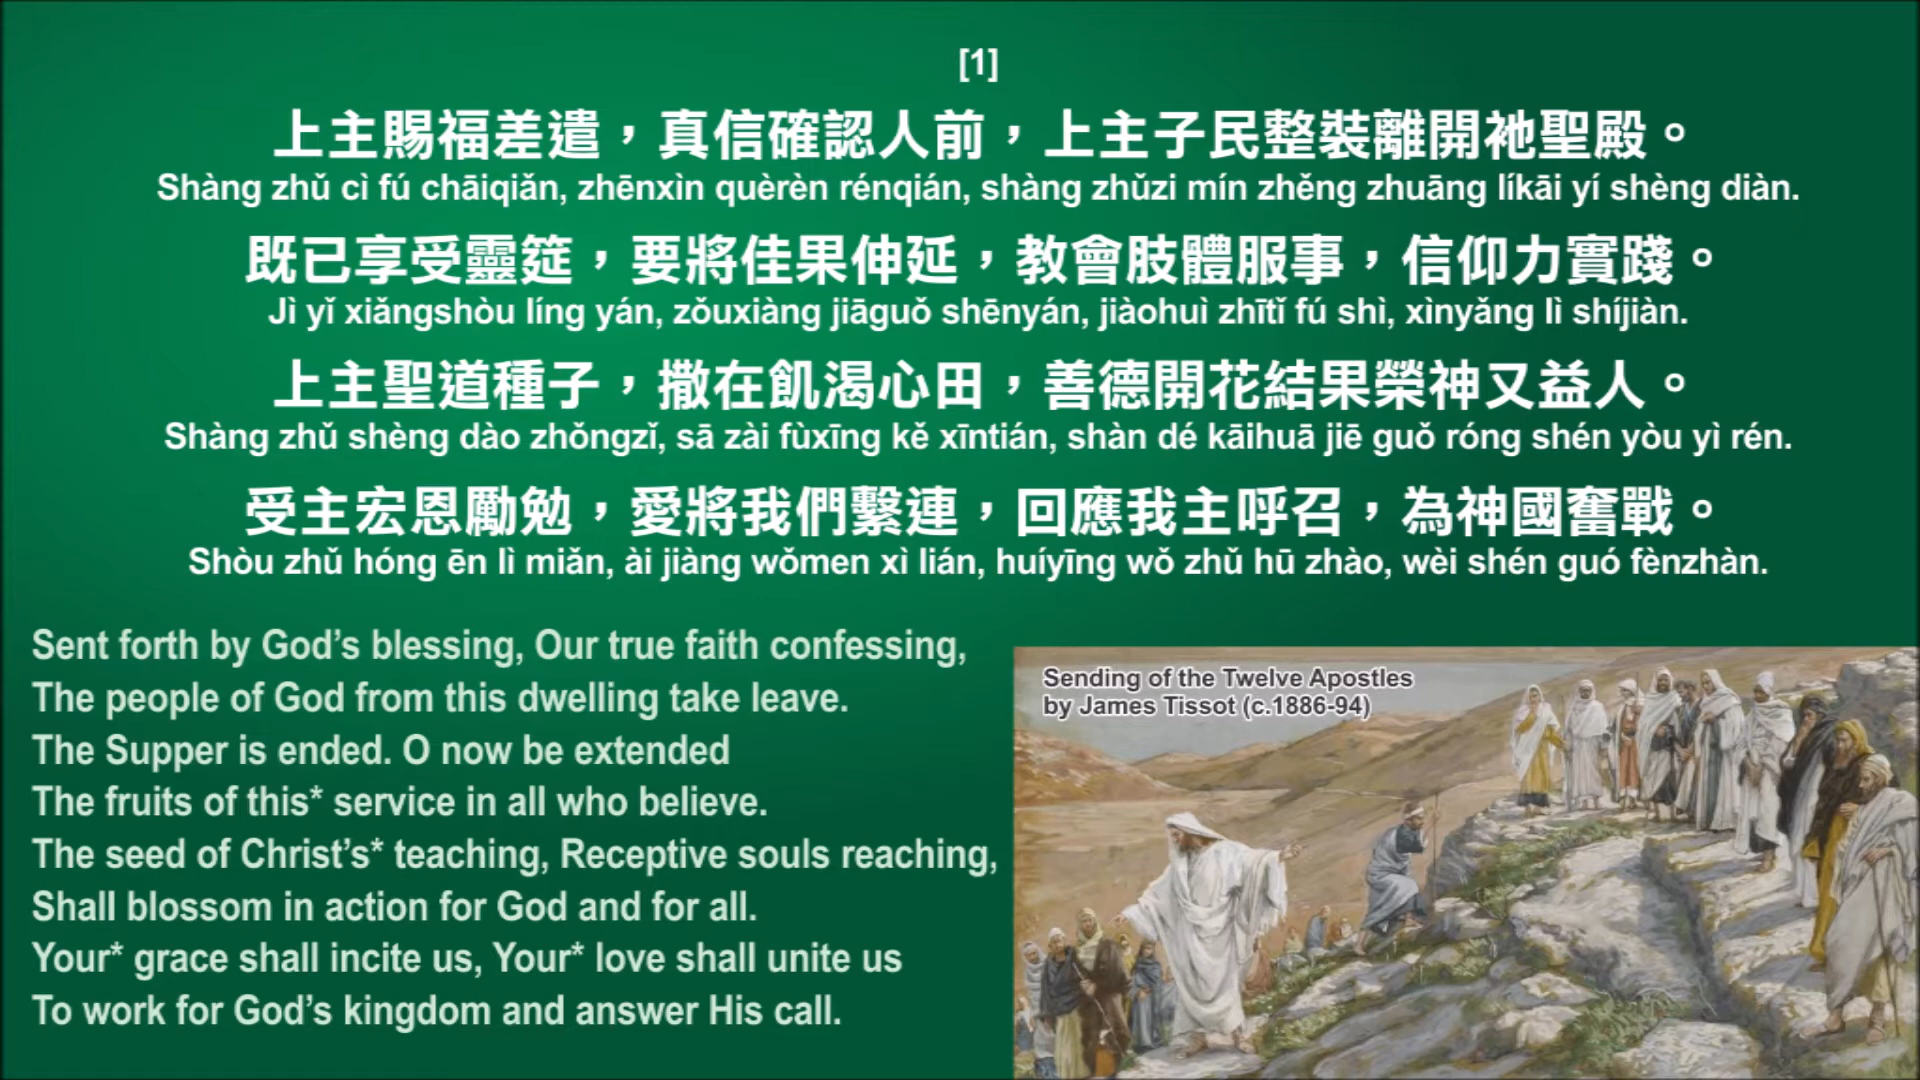 [1]
上主賜福差遣，真信確認人前，上主子民整裝離開祂聖殿。
Shàng zhǔ cì fú chāiqiǎn, zhēnxìn quèrèn rénqián, shàng zhǔzi mín zhěng zhuāng líkāi yí shèng diàn.
既已享受靈筵，要將佳果伸延，教會肢體服事，信仰力實踐。
Jì yǐ xiǎngshòu líng yán, zǒuxiàng jiāguǒ shēnyán, jiàohuì zhītǐ fú shì, xìnyǎng lì shíjiàn.
上主聖道種子，撒在飢渴心田，善德開花結果榮神又益人。
Shàng zhǔ shèng dào zhǒngzǐ, sā zài fùxīng kě xīntián, shàn dé kāihuā jiē guǒ róng shén yòu yì rén.
受主宏恩勵勉，愛將我們繫連，回應我主呼召，為神國奮戰。
Shòu zhǔ hóng ēn lì miǎn, ài jiàng wǒmen xì lián, huíyīng wǒ zhǔ hū zhào, wèi shén guó fènzhàn.
Sent forth by God’s blessing, Our true faith confessing,
The people of God from this dwelling take leave.
The Supper is ended. O now be extended
The fruits of this* service in all who believe.
The seed of Christ’s* teaching, Receptive souls reaching,
Shall blossom in action for God and for all.
Your* grace shall incite us, Your* love shall unite us
To work for God’s kingdom and answer His call.
Sending of the Twelve Apostles
by James Tissot (c.1886-94)